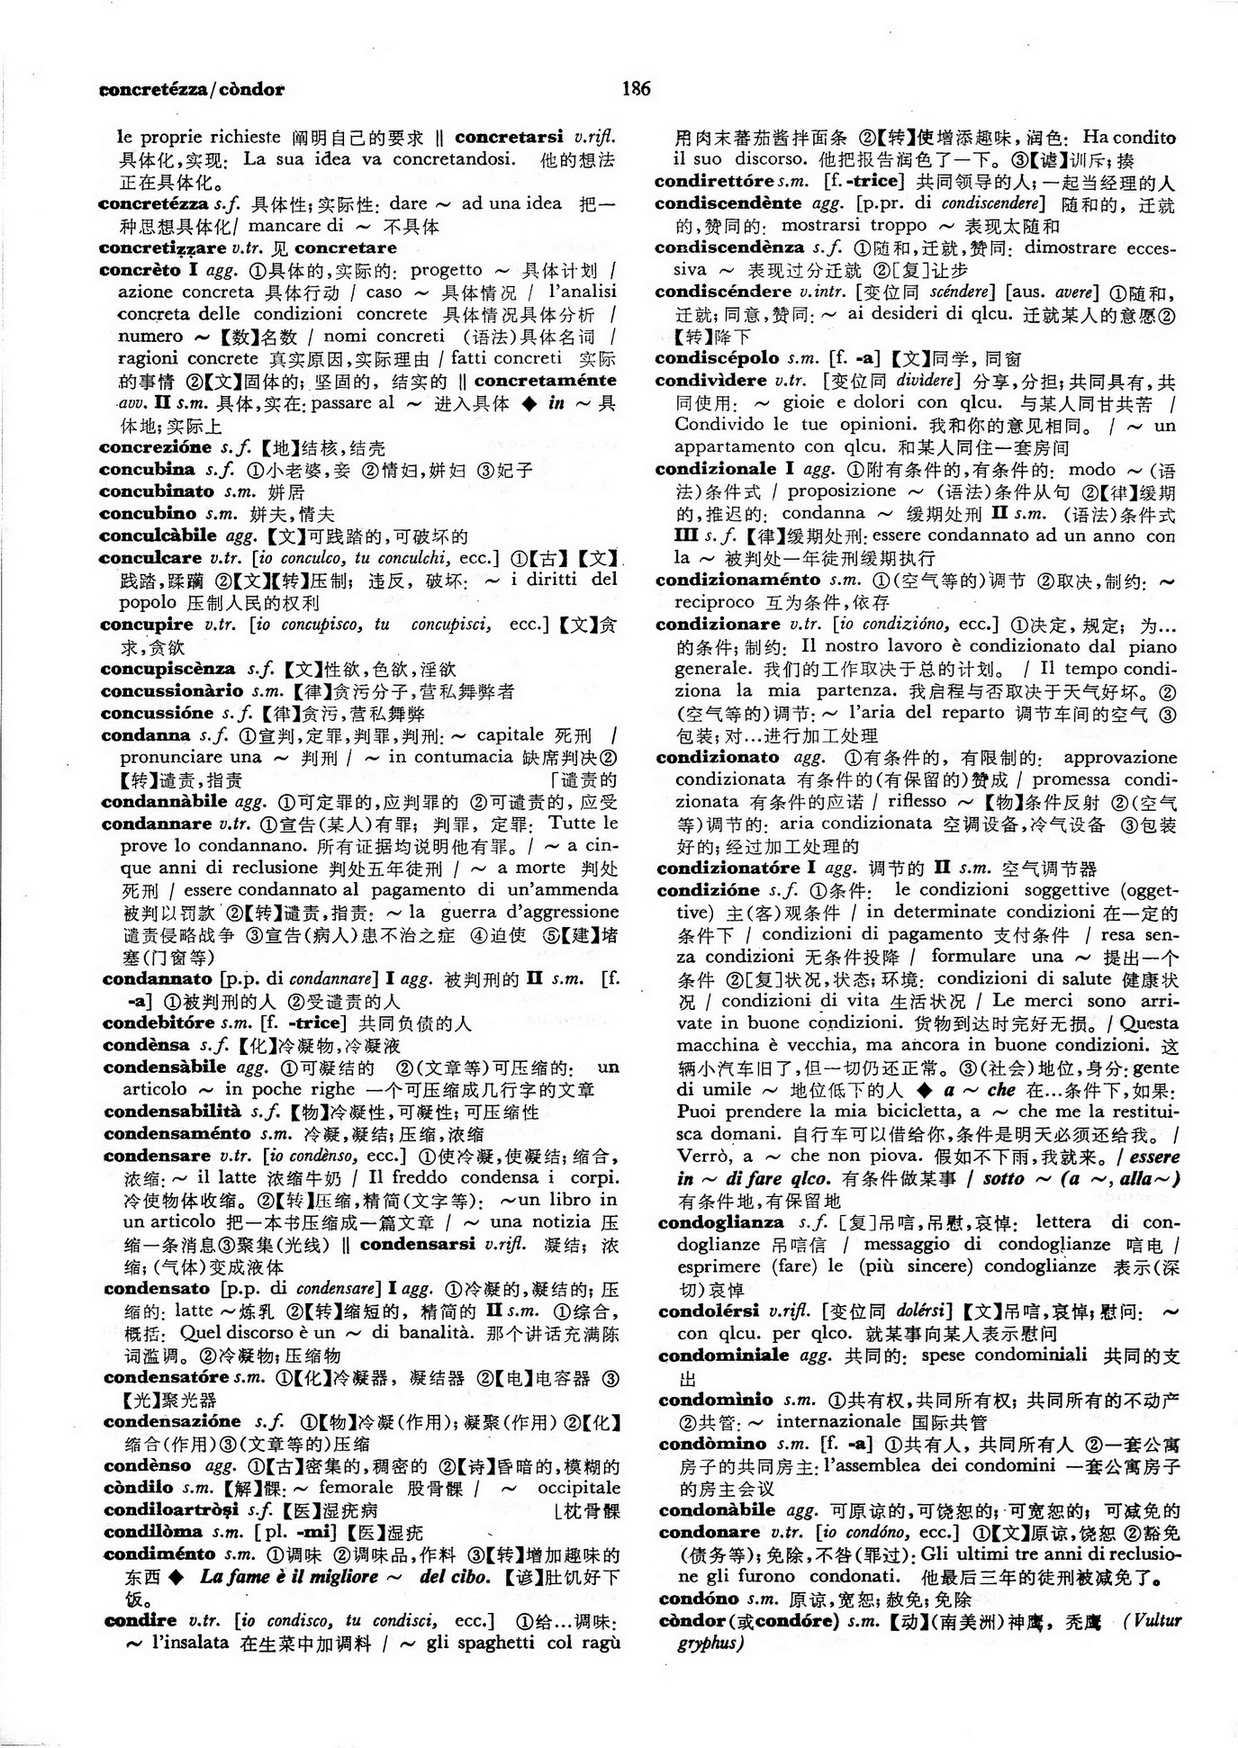 concretézza/còndor
186
le proprie richieste 阐明自己的要求 ‖ concretarsi v.rifl.
具体化,实现: La sua idea va concretandosi. 他的想法
正在具体化。
concretézza s.f. 具体性;实际性: dare ~ ad una idea 把一
种思想具体化/ mancare di ~ 不具体
concretizzare v.tr. 见 concretare
concrèto I agg. ①具体的,实际的: progetto ~ 具体计划 /
azione concreta 具体行动 / caso ~ 具体情况 / l'analisi
concreta delle condizioni concrete 具体情况具体分析 /
numero ~ 【数】名数 / nomi concreti (语法)具体名词 /
ragioni concrete 真实原因,实际理由 / fatti concreti 实际
的事情 ②【文】固体的; 坚固的, 结实的 ‖ concretaménte
avv. II s.m. 具体,实在: passare al ~ 进入具体 ◆ in ~ 具
体地;实际上
concrezióne s.f. 【地】结核,结壳
concubina s.f. ①小老婆,妾 ②情妇,姘妇 ③妃子
concubinato s.m. 姘居
concubino s.m. 姘夫,情夫
conculcàbile agg. 【文】可践踏的,可破坏的
conculcare v.tr. [io conculco, tu conculchi, ecc.] ①【古】【文】
践踏,蹂躏 ②【文】【转】压制; 违反, 破坏: ~ i diritti del
popolo 压制人民的权利
concupire v.tr. [io concupisco, tu concupisci, ecc.] 【文】贪
求,贪欲
concupiscènza s.f. 【文】性欲,色欲,淫欲
concussionàrio s.m. 【律】贪污分子,营私舞弊者
concussióne s.f. 【律】贪污,营私舞弊
condanna s.f. ①宣判,定罪,判罪,判刑: ~ capitale 死刑 /
pronunciare una ~ 判刑 / ~ in contumacia 缺席判决②
【转】谴责,指责 「谴责的
condannàbile agg. ①可定罪的,应判罪的 ②可谴责的, 应受
condannare v.tr. ①宣告(某人)有罪; 判罪, 定罪: Tutte le
prove lo condannano. 所有证据均说明他有罪。/ ~ a cin-
que anni di reclusione 判处五年徒刑 / ~ a morte 判处
死刑 / essere condannato al pagamento di un'ammenda
被判以罚款 ②【转】谴责,指责: ~ la guerra d'aggressione
谴责侵略战争 ③宣告(病人)患不治之症 ④迫使 ⑤【建】堵
塞(门窗等)
condannato [p.p. di condannare] I agg. 被判刑的 II s.m. [f.
-a] ①被判刑的人 ②受谴责的人
condebitóre s.m. [f. -trice] 共同负债的人
condènsa s.f. 【化】冷凝物,冷凝液
condensàbile agg. ①可凝结的 ②(文章等)可压缩的: un
articolo ~ in poche righe 一个可压缩成几行字的文章
condensabilità s.f. 【物】冷凝性,可凝性;可压缩性
condensaménto s.m. 冷凝,凝结;压缩,浓缩
condensare v.tr. [io condènso, ecc.] ①使冷凝,使凝结;缩合,
浓缩: ~ il latte 浓缩牛奶 / Il freddo condensa i corpi.
冷使物体收缩。②【转】压缩,精简(文字等): ~un libro in
un articolo 把一本书压缩成一篇文章 / ~ una notizia 压
缩一条消息③聚集(光线) ‖ condensarsi v.rifl. 凝结; 浓
缩; (气体)变成液体
condensato [p.p. di condensare] I agg. ①冷凝的,凝结的; 压
缩的: latte ~炼乳 ②【转】缩短的, 精简的 II s.m. ①综合,
概括: Quel discorso è un ~ di banalità. 那个讲话充满陈
词滥调。②冷凝物;压缩物
condensatóre s.m. ①【化】冷凝器, 凝结器 ②【电】电容器 ③
【光】聚光器
condensazióne s.f. ①【物】冷凝(作用);凝聚(作用) ②【化】
缩合(作用)③(文章等的)压缩
condènso agg. ①【古】密集的,稠密的 ②【诗】昏暗的,模糊的
còndilo s.m. 【解】髁: ~ femorale 股骨髁 / ~ occipitale
condiloartròsi s.f. 【医】湿疣病 ⌊枕骨髁
condilòma s.m. [pl. -mi] 【医】湿疣
condiménto s.m. ①调味 ②调味品,作料 ③【转】增加趣味的
东西 ◆ La fame è il migliore ~ del cibo. 【谚】肚饥好下
饭。
condire v.tr. [io condisco, tu condisci, ecc.] ①给…调味:
~ l'insalata 在生菜中加调料 / ~ gli spaghetti col ragù
用肉末蕃茄酱拌面条 ②【转】使增添趣味,润色: Ha condito
il suo discorso. 他把报告润色了一下。③【谑】训斥;揍
condirettóre s.m. [f. -trice] 共同领导的人;一起当经理的人
condiscendènte agg. [p.pr. di condiscendere] 随和的, 迁就
的,赞同的: mostrarsi troppo ~ 表现太随和
condiscendènza s.f. ①随和,迁就,赞同: dimostrare ecces-
siva ~ 表现过分迁就 ②[复]让步
condiscéndere v.intr. [变位同 scéndere] [aus. avere] ①随和,
迁就;同意,赞同: ~ ai desideri di qlcu. 迁就某人的意愿②
【转】降下
condiscépolo s.m. [f. -a] 【文】同学, 同窗
condivìdere v.tr. [变位同 dividere] 分享,分担;共同具有,共
同使用: ~ gioie e dolori con qlcu. 与某人同甘共苦 /
Condivido le tue opinioni. 我和你的意见相同。/ ~ un
appartamento con qlcu. 和某人同住一套房间
condizionale I agg. ①附有条件的,有条件的: modo ~ (语
法)条件式 / proposizione ~ (语法)条件从句 ②【律】缓期
的,推迟的: condanna ~ 缓期处刑 II s.m. (语法)条件式
III s.f. 【律】缓期处刑: essere condannato ad un anno con
la ~ 被判处一年徒刑缓期执行
condizionaménto s.m. ①(空气等的)调节 ②取决,制约: ~
reciproco 互为条件,依存
condizionare v.tr. [io condizióno, ecc.] ①决定, 规定; 为…
的条件; 制约: Il nostro lavoro è condizionato dal piano
generale. 我们的工作取决于总的计划。 / Il tempo condi-
ziona la mia partenza. 我启程与否取决于天气好坏。②
(空气等的)调节: ~ l'aria del reparto 调节车间的空气 ③
包装;对…进行加工处理
condizionato agg. ①有条件的, 有限制的: approvazione
condizionata 有条件的(有保留的)赞成 / promessa condi-
zionata 有条件的应诺 / riflesso ~ 【物】条件反射 ②(空气
等)调节的: aria condizionata 空调设备,冷气设备 ③包装
好的;经过加工处理的
condizionatóre I agg. 调节的 II s.m. 空气调节器
condizióne s.f. ①条件: le condizioni soggettive (ogget-
tive) 主(客)观条件 / in determinate condizioni 在一定的
条件下 / condizioni di pagamento 支付条件 / resa sen-
za condizioni 无条件投降 / formulare una ~ 提出一个
条件 ②[复]状况,状态;环境: condizioni di salute 健康状
况 / condizioni di vita 生活状况 / Le merci sono arri-
vate in buone condizioni. 货物到达时完好无损。/ Questa
macchina è vecchia, ma ancora in buone condizioni. 这
辆小汽车旧了,但一切仍还正常。③(社会)地位,身分: gente
di umile ~ 地位低下的人 ◆ a ~ che 在…条件下,如果:
Puoi prendere la mia bicicletta, a ~ che me la restitui-
sca domani. 自行车可以借给你,条件是明天必须还给我。/
Verrò, a ~ che non piova. 假如不下雨,我就来。/ essere
in ~ di fare qlco. 有条件做某事 / sotto ~ (a ~, alla~)
有条件地,有保留地
condoglianza s.f. [复]吊唁,吊慰,哀悼: lettera di con-
doglianze 吊唁信 / messaggio di condoglianze 唁电 /
esprimere (fare) le (più sincere) condoglianze 表示(深
切)哀悼
condolérsi v.rifl. [变位同 dolérsi] 【文】吊唁,哀悼;慰问: ~
con qlcu. per qlco. 就某事向某人表示慰问
condominiale agg. 共同的: spese condominiali 共同的支
出
condomìnio s.m. ①共有权,共同所有权; 共同所有的不动产
②共管: ~ internazionale 国际共管
condòmino s.m. [f. -a] ①共有人, 共同所有人 ②一套公寓
房子的共同房主: l'assemblea dei condomini 一套公寓房子
的房主会议
condonàbile agg. 可原谅的,可饶恕的; 可宽恕的; 可减免的
condonare v.tr. [io condóno, ecc.] ①【文】原谅,饶恕 ②豁免
(债务等);免除,不咎(罪过): Gli ultimi tre anni di reclusio-
ne gli furono condonati. 他最后三年的徒刑被减免了。
condóno s.m. 原谅,宽恕;赦免;免除
còndor(或condóre) s.m. 【动】(南美洲)神鹰, 秃鹰 (Vultur
gryphus)